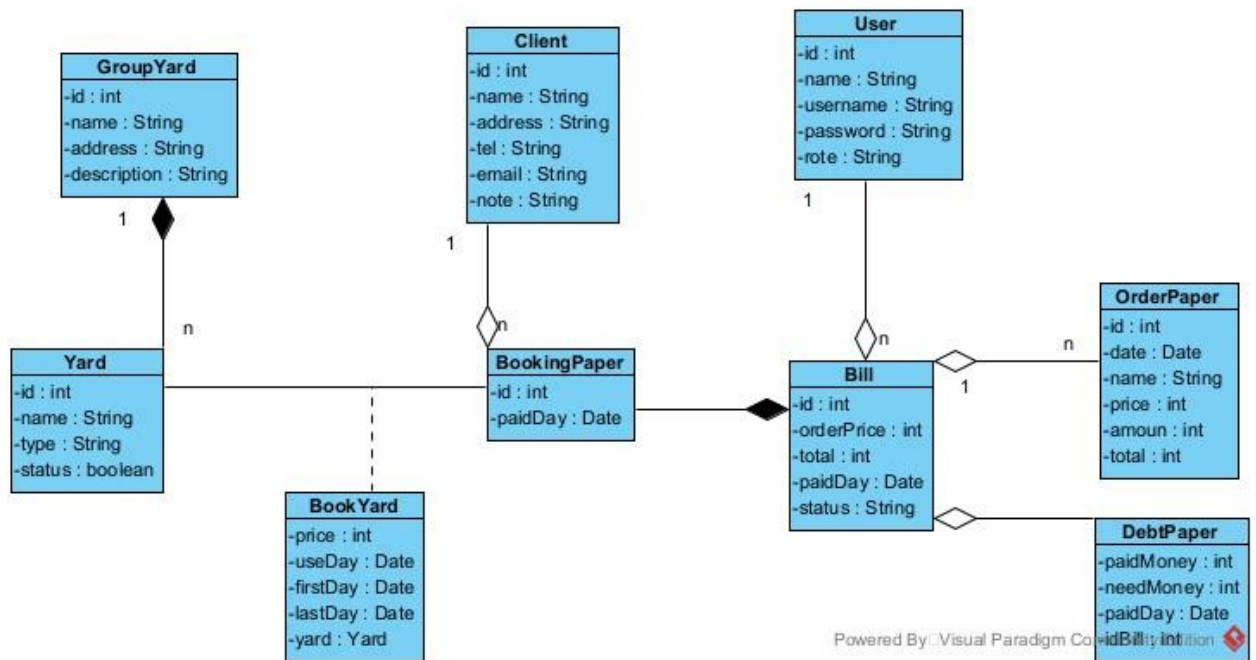 GroupYard
-id : int
-name : String
-address : String
-description : String
1
n
Client
-id : int
-name : String
-address : String
-tel : String
-email : String
-note : String
1
n
User
-id : int
-name : String
-username : String
-password : String
-rote : String
1
n
Yard
-id : int
-name : String
-type : String
-status : boolean
BookingPaper
-id : int
-paidDay : Date
Bill
-id : int
-orderPrice : int
-total : int
-paidDay : Date
-status : String
1
n
OrderPaper
-id : int
-date : Date
-name : String
-price : int
-amoun : int
-total : int
BookYard
-price : int
-useDay : Date
-firstDay : Date
-lastDay : Date
-yard : Yard
DebtPaper
-paidMoney : int
-needMoney : int
-paidDay : Date
-idBill : int
Powered By Visual Paradigm Community Edition